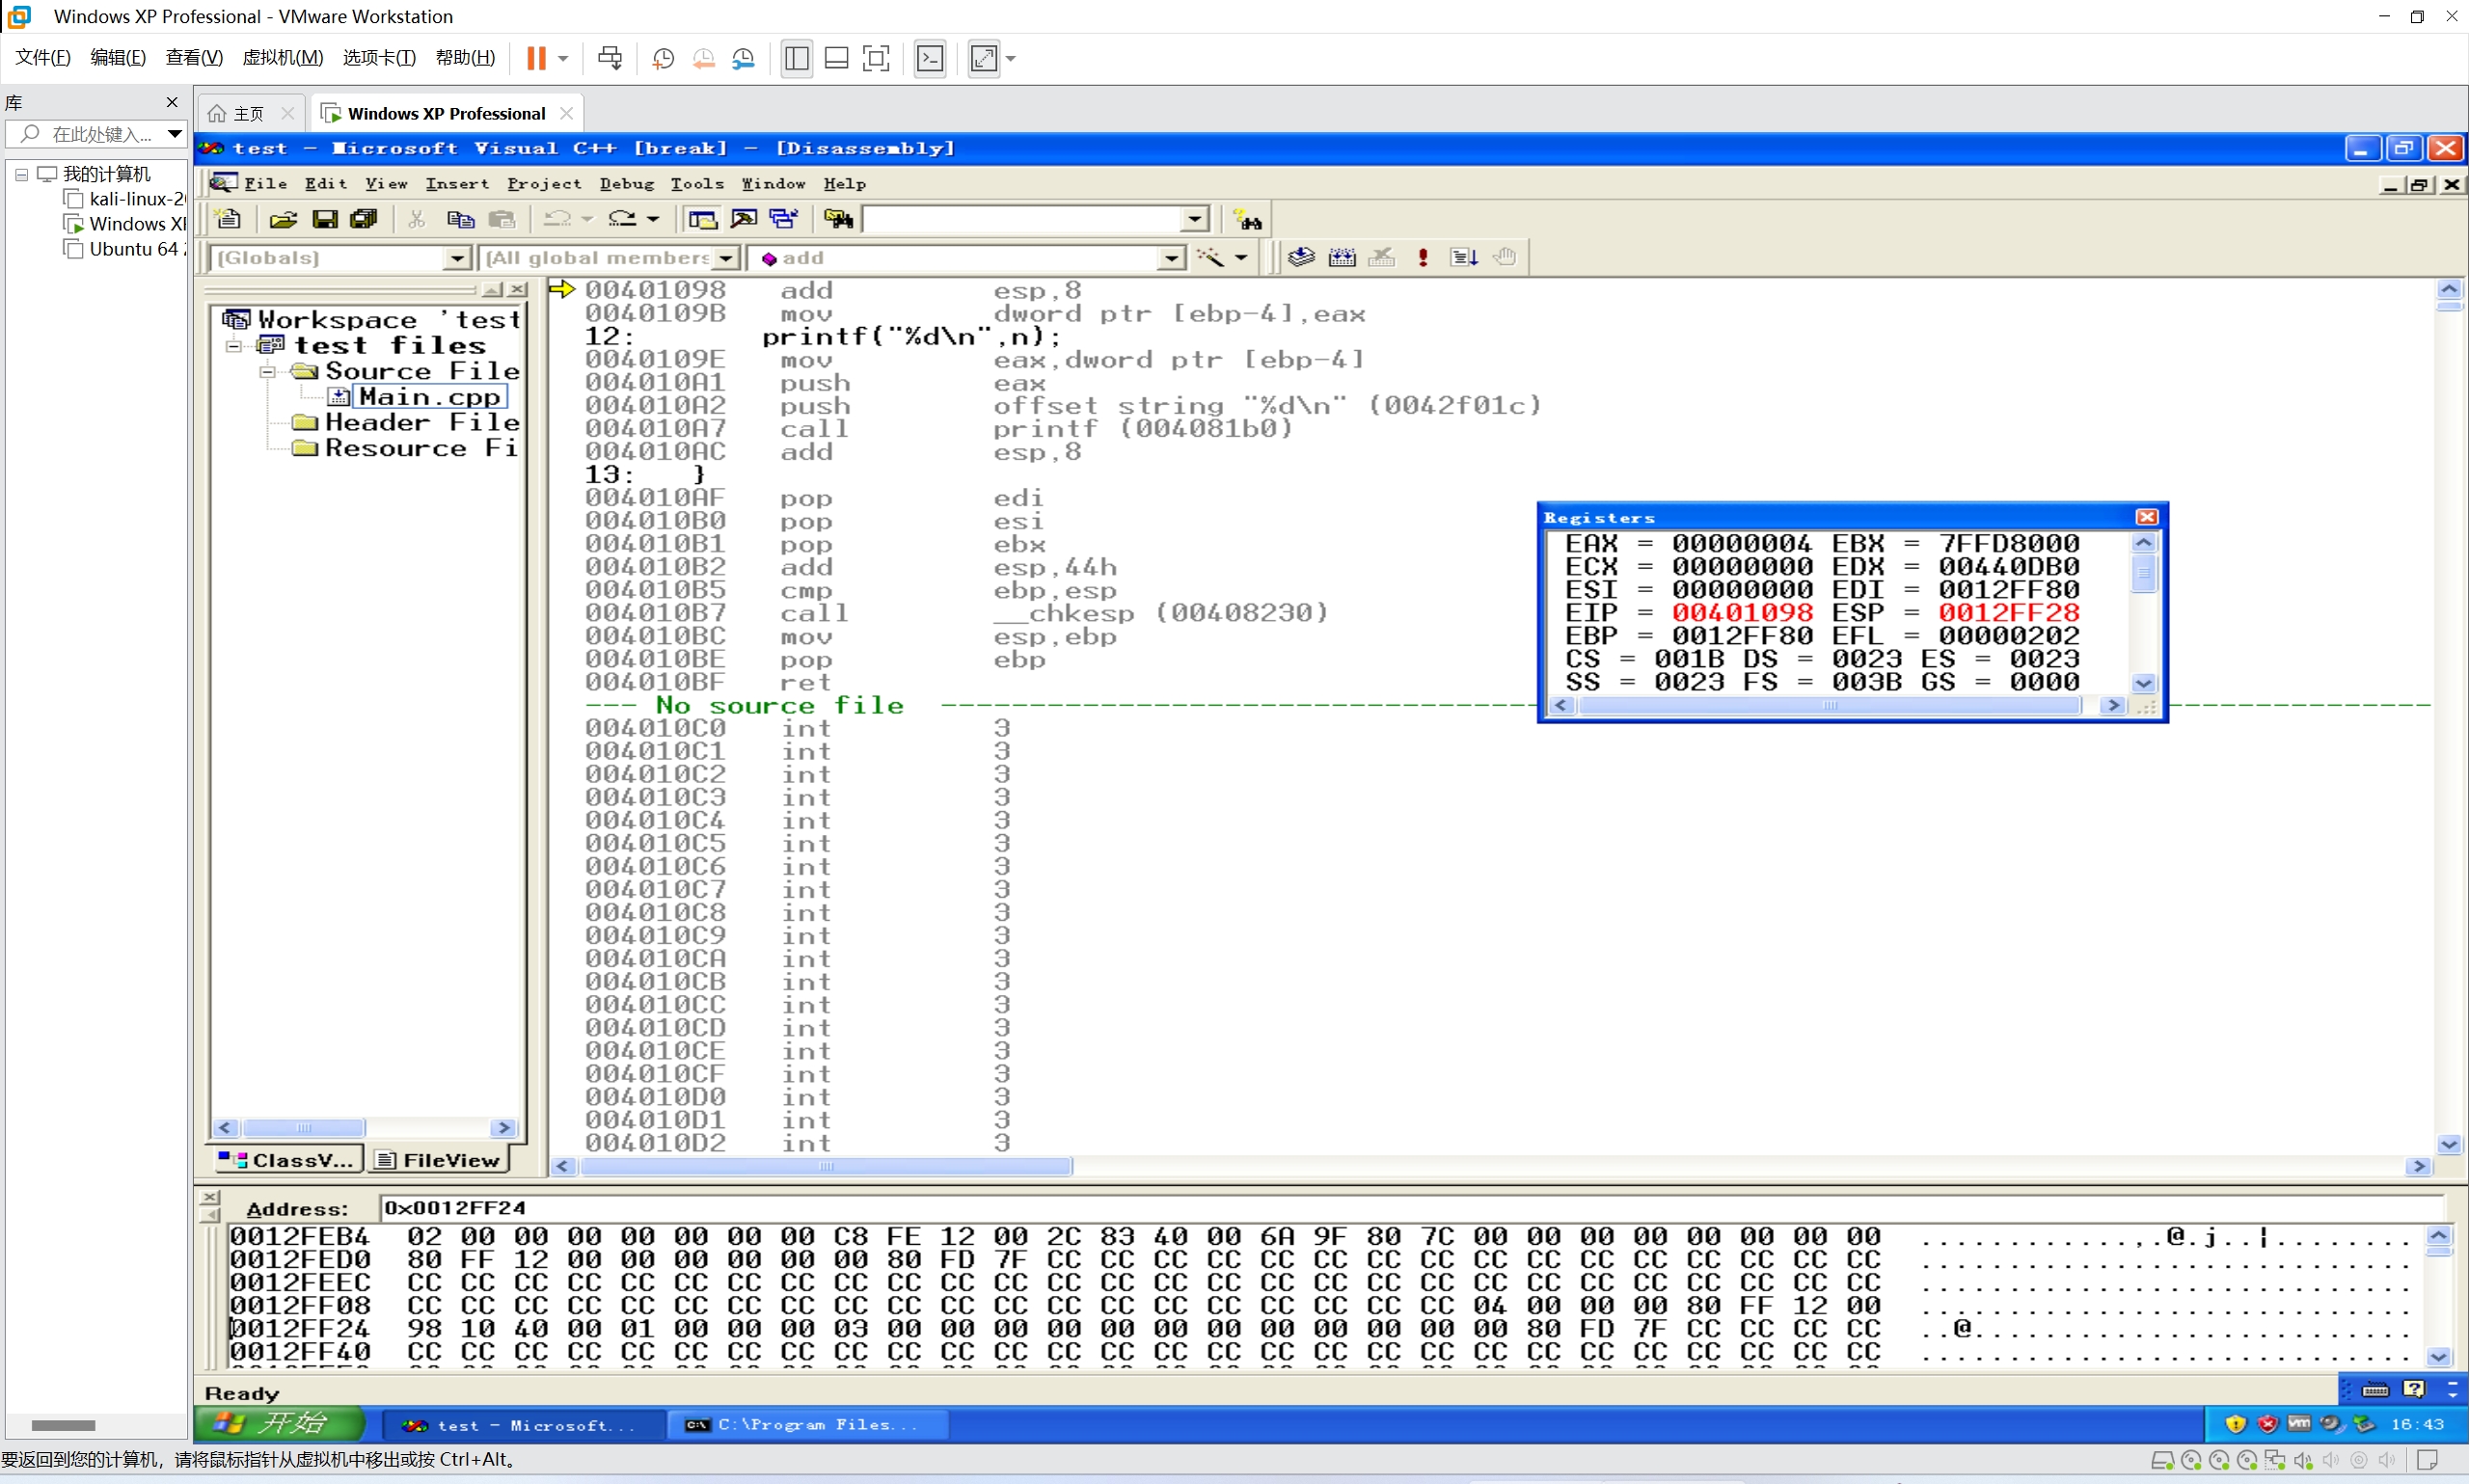 Windows XP Professional - VMware Workstation
文件(F) 编辑(E) 查看(V) 虚拟机(M) 选项卡(T) 帮助(H)
库
在此处键入...
我的计算机
kali-linux-2
Windows XI
Ubuntu 64
主页
Windows XP Professional
test - Microsoft Visual C++ [break] - [Disassembly]
File Edit View Insert Project Debug Tools Window Help
(Globals) (All global members add
Workspace 'test
test files
Source File
Main.cpp
Header File
Resource Fi
ClassV... FileView
00401098 add esp,8
0040109B mov dword ptr [ebp-4],eax
12: printf("%d\n",n);
0040109E mov eax,dword ptr [ebp-4]
004010A1 push eax
004010A2 push offset string "%d\n" (0042f01c)
004010A7 call printf (004081b0)
004010AC add esp,8
13: }
004010AF pop edi
004010B0 pop esi
004010B1 pop ebx
004010B2 add esp,44h
004010B5 cmp ebp,esp
004010B7 call __chkesp (00408230)
004010BC mov esp,ebp
004010BE pop ebp
004010BF ret
--- No source file ---
004010C0 int 3
004010C1 int 3
004010C2 int 3
004010C3 int 3
004010C4 int 3
004010C5 int 3
004010C6 int 3
004010C7 int 3
004010C8 int 3
004010C9 int 3
004010CA int 3
004010CB int 3
004010CC int 3
004010CD int 3
004010CE int 3
004010CF int 3
004010D0 int 3
004010D1 int 3
004010D2 int 3
Registers
EAX = 00000004 EBX = 7FFD8000
ECX = 00000000 EDX = 00440DB0
ESI = 00000000 EDI = 0012FF80
EIP = 00401098 ESP = 0012FF28
EBP = 0012FF80 EFL = 00000202
CS = 001B DS = 0023 ES = 0023
SS = 0023 FS = 003B GS = 0000
Address: 0x0012FF24
0012FEB4 02 00 00 00 00 00 00 00 C8 FE 12 00 2C 83 40 00 6A 9F 80 7C 00 00 00 00 00 00 00 00 ............,.@.j..|........
0012FED0 80 FF 12 00 00 00 00 00 00 80 FD 7F CC CC CC CC CC CC CC CC CC CC CC CC CC CC CC CC ............................
0012FEEC CC CC CC CC CC CC CC CC CC CC CC CC CC CC CC CC CC CC CC CC CC CC CC CC CC CC CC CC ............................
0012FF08 CC CC CC CC CC CC CC CC CC CC CC CC CC CC CC CC CC CC CC CC 04 00 00 00 80 FF 12 00 ............................
0012FF24 98 10 40 00 01 00 00 00 03 00 00 00 00 00 00 00 00 00 00 00 00 80 FD 7F CC CC CC CC ..@.........................
0012FF40 CC CC CC CC CC CC CC CC CC CC CC CC CC CC CC CC CC CC CC CC CC CC CC CC CC CC CC CC ............................
Ready
开始 test - Microsoft... C:\Program Files... 16:43
要返回到您的计算机，请将鼠标指针从虚拟机中移出或按 Ctrl+Alt。